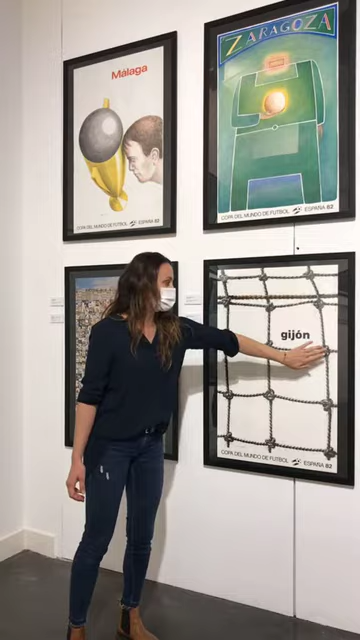 Málaga
COPA DEL MUNDO DE FUTBOL ESPAÑA 82
ZARAGOZA
COPA DEL MUNDO DE FUTBOL ESPAÑA 82
gijón
COPA DEL MUNDO DE FUTBOL ESPAÑA 82